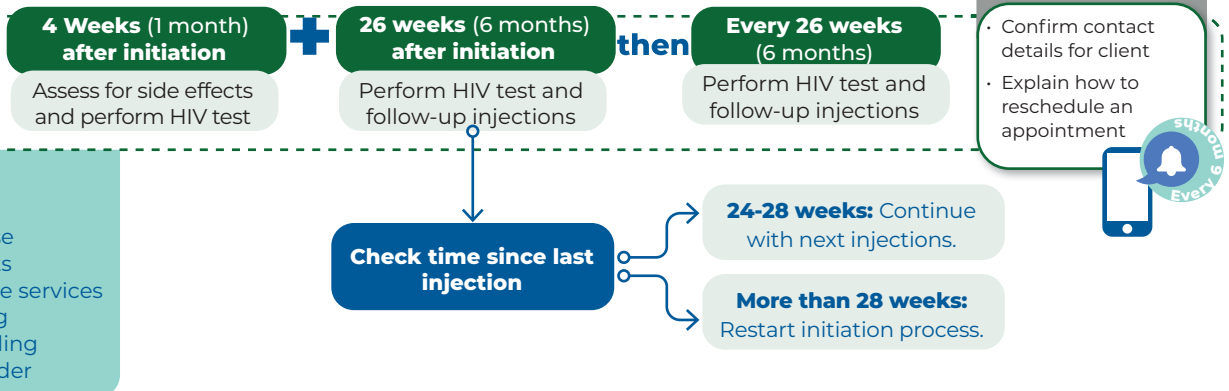 4 Weeks (1 month)
after initiation
Assess for side effects
and perform HIV test
+
26 weeks (6 months)
after initiation
Perform HIV test and
follow-up injections
then
Every 26 weeks
(6 months)
Perform HIV test and
follow-up injections
· Confirm contact
details for client
· Explain how to
reschedule an
appointment
Every 6 months
Check time since last
injection
24-28 weeks: Continue
with next injections.
More than 28 weeks:
Restart initiation process.
services